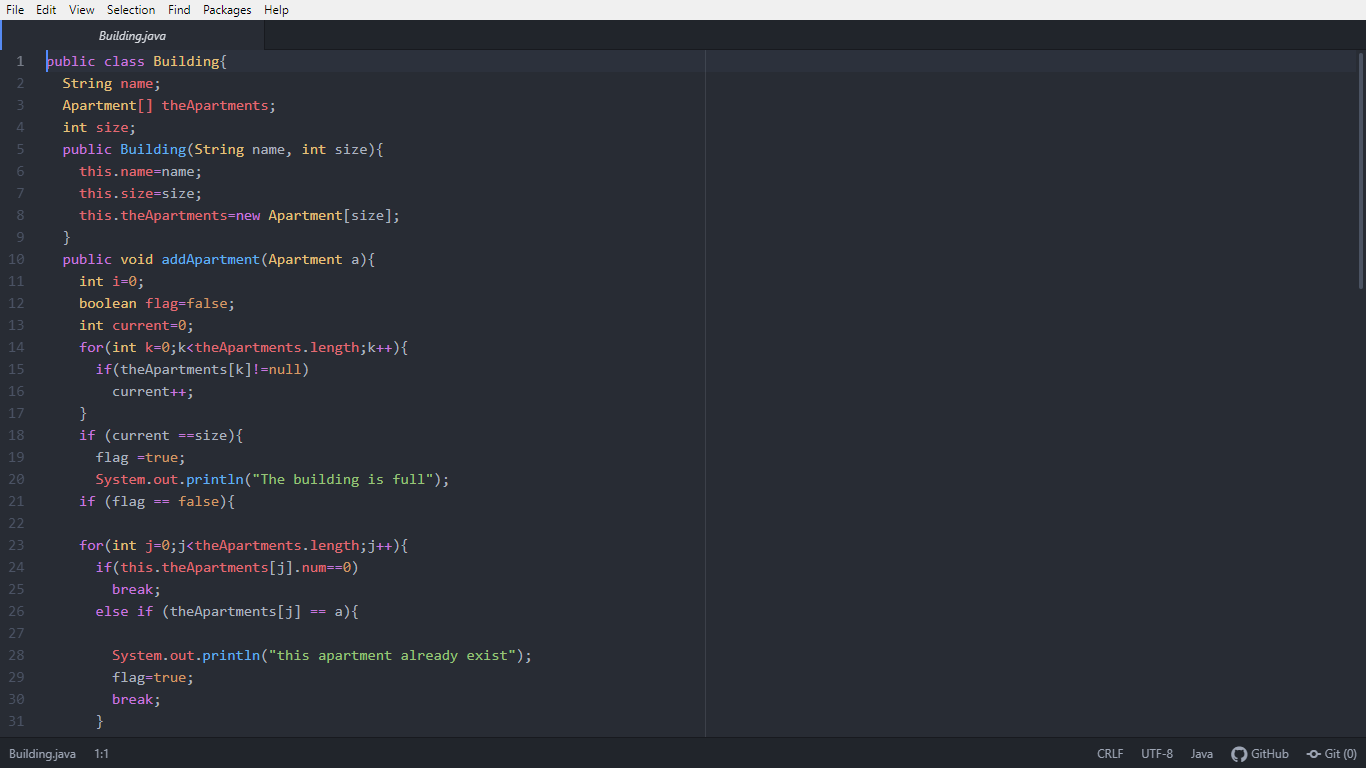 File Edit View Selection Find Packages Help
Building.java
1 public class Building{
2   String name;
3   Apartment[] theApartments;
4   int size;
5   public Building(String name, int size){
6     this.name=name;
7     this.size=size;
8     this.theApartments=new Apartment[size];
9   }
10   public void addApartment(Apartment a){
11     int i=0;
12     boolean flag=false;
13     int current=0;
14     for(int k=0;k<theApartments.length;k++){
15       if(theApartments[k]!=null)
16         current++;
17     }
18     if (current ==size){
19       flag =true;
20       System.out.println("The building is full");
21     if (flag == false){
22
23     for(int j=0;j<theApartments.length;j++){
24       if(this.theApartments[j].num==0)
25         break;
26       else if (theApartments[j] == a){
27
28         System.out.println("this apartment already exist");
29         flag=true;
30         break;
31       }
Building.java 1:1 CRLF UTF-8 Java GitHub Git (0)